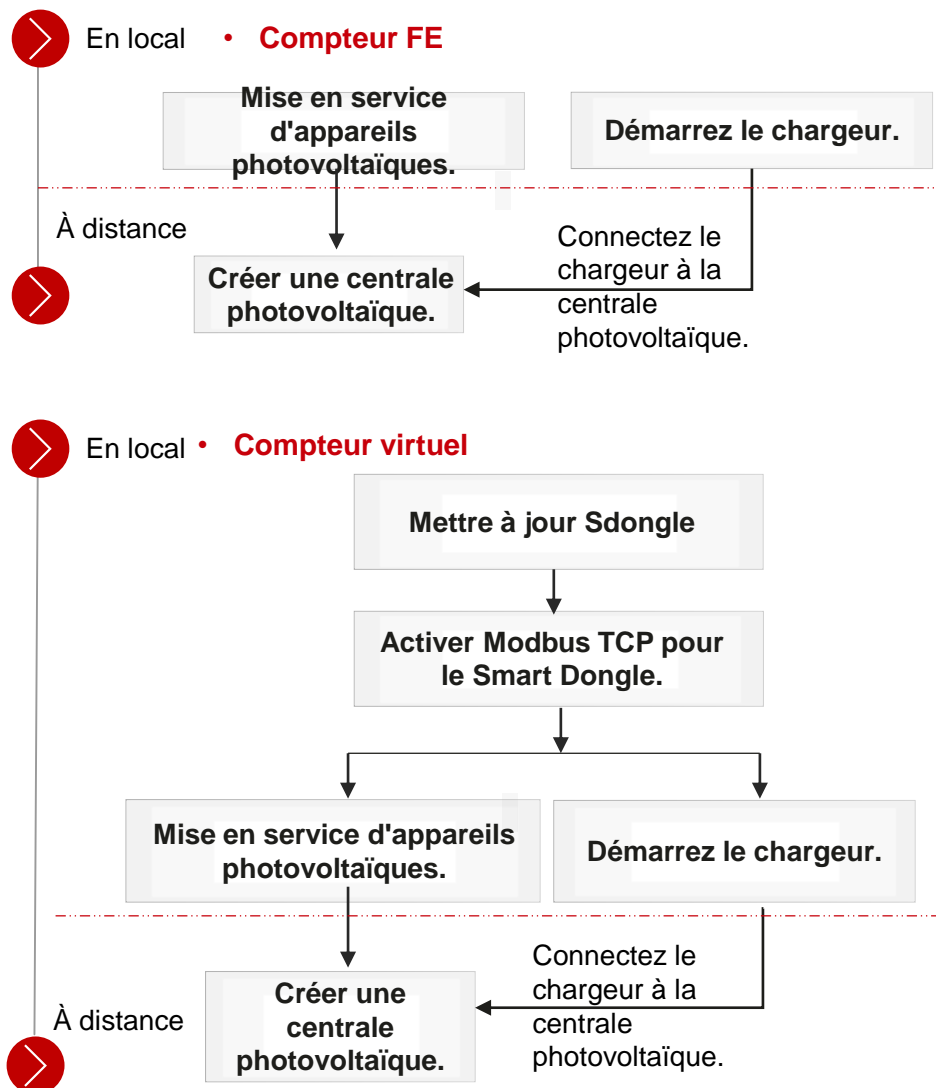 En local • Compteur FE
Mise en service
d'appareils
photovoltaïques.
Démarrez le chargeur.
À distance
Connectez le
chargeur à la
centrale
photovoltaïque.
Créer une centrale
photovoltaïque.
En local • Compteur virtuel
Mettre à jour Sdongle
Activer Modbus TCP pour
le Smart Dongle.
Mise en service d'appareils
photovoltaïques.
Démarrez le chargeur.
À distance
Créer une
centrale
photovoltaïque.
Connectez le
chargeur à la
centrale
photovoltaïque.